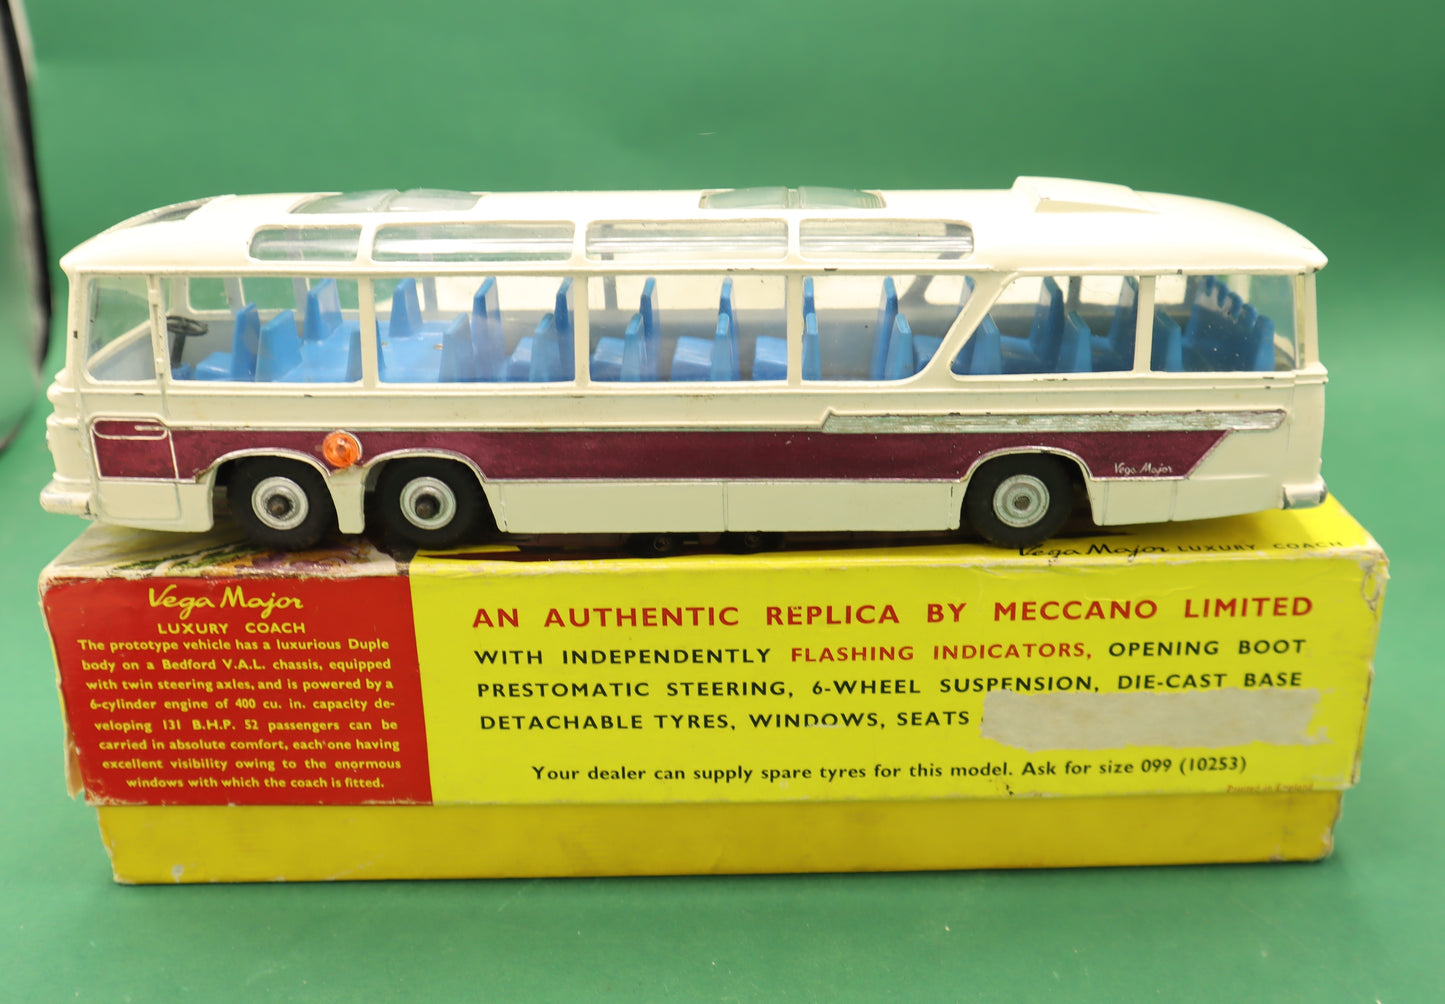 Vega Major
Vega Major LUXURY COACH
Vega Major
LUXURY COACH
The prototype vehicle has a luxurious Duple
body on a Bedford V.A.L. chassis, equipped
with twin steering axles, and is powered by a
6-cylinder engine of 400 cu. in. capacity de-
veloping 131 B.H.P. 52 passengers can be
carried in absolute comfort, each one having
excellent visibility owing to the enormous
windows with which the coach is fitted.
AN AUTHENTIC REPLICA BY MECCANO LIMITED
WITH INDEPENDENTLY FLASHING INDICATORS, OPENING BOOT
PRESTOMATIC STEERING, 6-WHEEL SUSPENSION, DIE-CAST BASE
DETACHABLE TYRES, WINDOWS, SEATS
Your dealer can supply spare tyres for this model. Ask for size 099 (10253)
Printed in England